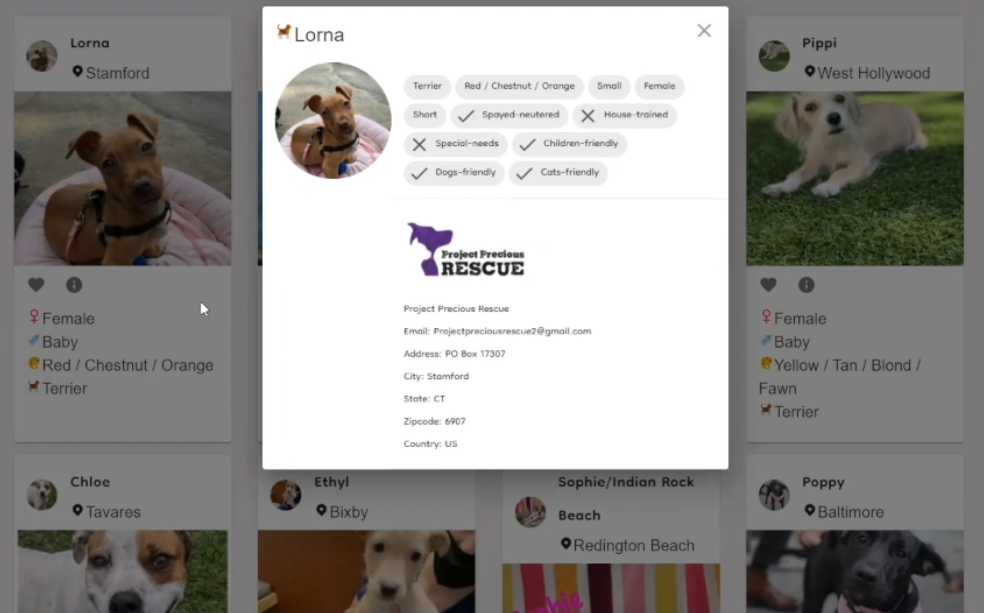 Lorna
Terrier
Red / Chestnut / Orange
Small
Female
Short
Spayed-neutered
House-trained
Special-needs
Children-friendly
Dogs-friendly
Cats-friendly
Project Precious
RESCUE
Project Precious Rescue
Email: Projectpreciousrescue2@gmail.com
Address: PO Box 17307
City: Stamford
State: CT
Zipcode: 6907
Country: US
Lorna
Stamford
Female
Baby
Red / Chestnut / Orange
Terrier
Pippi
West Hollywood
Female
Baby
Yellow / Tan / Blond /
Fawn
Terrier
Chloe
Tavares
Ethyl
Bixby
Sophie/Indian Rock
Beach
Redington Beach
Sophie
Poppy
Baltimore